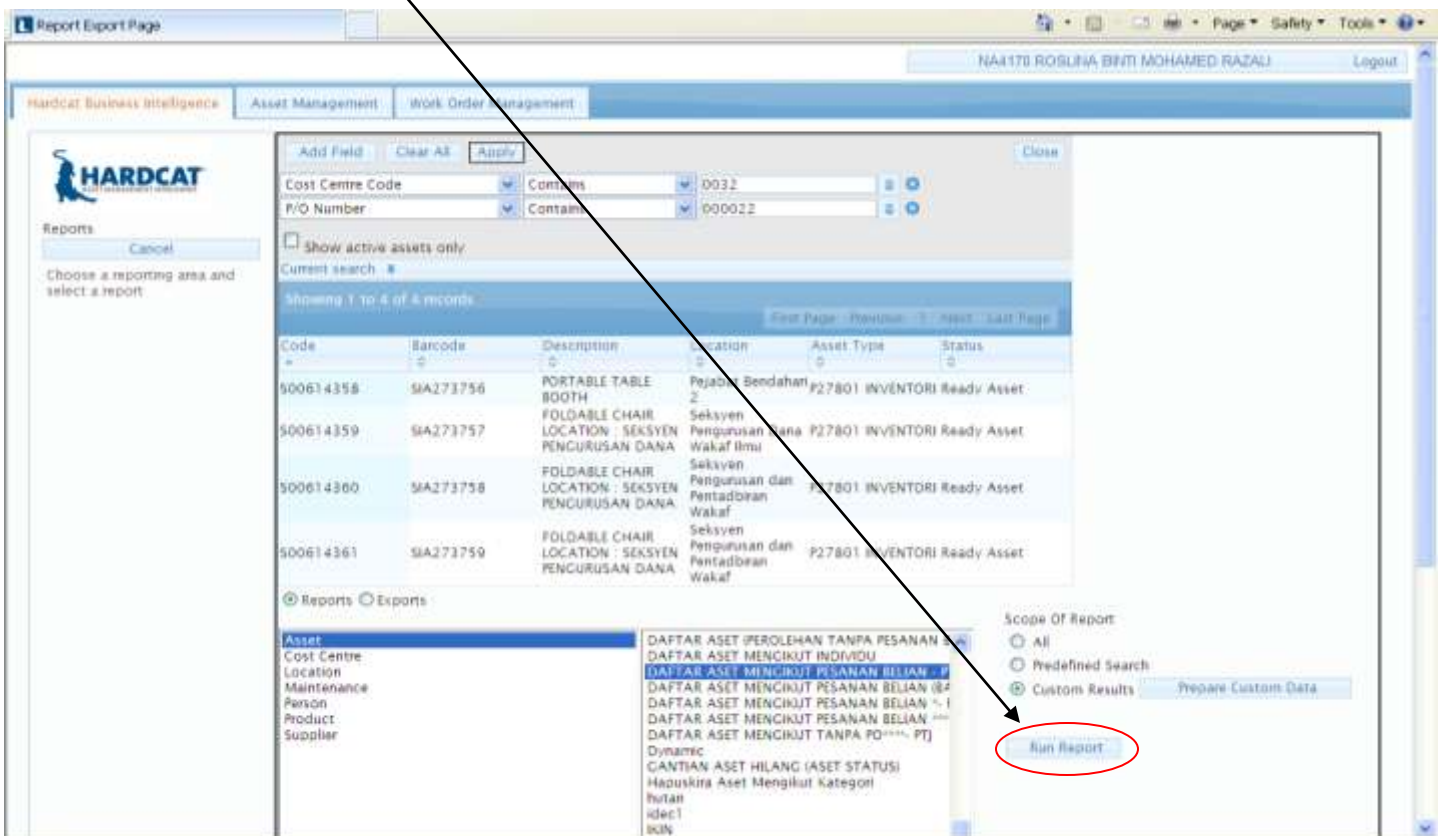 Report Export Page
Page Safety Tools
NA4170 ROSLINA BINTI MOHAMED RAZALI Logout
Hardcat Business Intelligence Asset Management Work Order Management
HARDCAT
Reports
Cancel
Choose a reporting area and
select a report
Add Field Clear All Apply Close
Cost Centre Code Contains 0032
P/O Number Contains 000022
Show active assets only
Current search
Showing 1 to 4 of 4 records
First Page Previous 1 Next Last Page
Code Barcode Description Location Asset Type Status
S00614358 SIA273756 PORTABLE TABLE BOOTH Pejabat Bendahari 2 P27801 INVENTORI Ready Asset
S00614359 SIA273757 FOLDABLE CHAIR LOCATION : SEKSYEN PENGURUSAN DANA Seksyen Pengurusan Dana Wakaf Ilmu P27801 INVENTORI Ready Asset
S00614360 SIA273758 FOLDABLE CHAIR LOCATION : SEKSYEN PENGURUSAN DANA Seksyen Pengurusan dan Pentadbiran Wakaf P27801 INVENTORI Ready Asset
S00614361 SIA273759 FOLDABLE CHAIR LOCATION : SEKSYEN PENGURUSAN DANA Seksyen Pengurusan dan Pentadbiran Wakaf P27801 INVENTORI Ready Asset
Reports Exports
Asset
Cost Centre
Location
Maintenance
Person
Product
Supplier
DAFTAR ASET (PEROLEHAN TANPA PESANAN
DAFTAR ASET MENGIKUT INDIVIDU
DAFTAR ASET MENGIKUT PESANAN BELIAN - P
DAFTAR ASET MENGIKUT PESANAN BELIAN (BA
DAFTAR ASET MENGIKUT PESANAN BELIAN
DAFTAR ASET MENGIKUT PESANAN BELIAN
DAFTAR ASET MENGIKUT TANPA PO****- PTJ
Dynamic
GANTIAN ASET HILANG (ASET STATUS)
Hapuskira Aset Mengikut Kategori
hutan
idec1
IKIN
Scope Of Report
All
Predefined Search
Custom Results Prepare Custom Data
Run Report